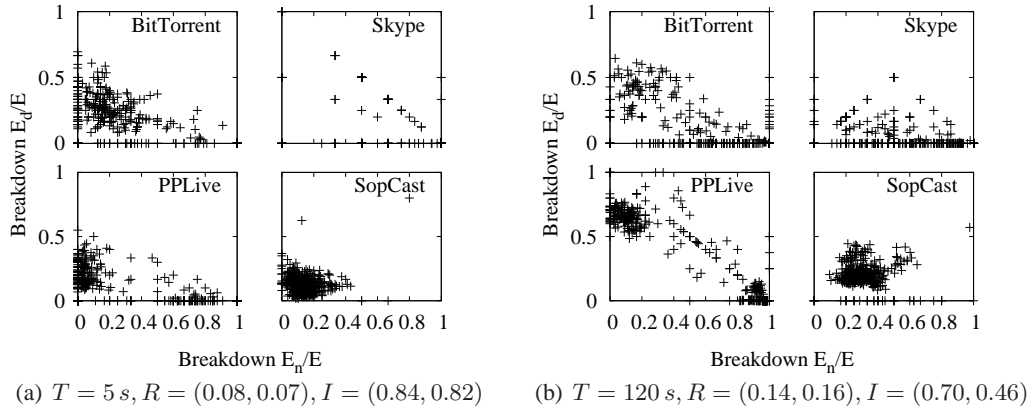 BitTorrent
Skype
BitTorrent
Skype
1
0.5
0
1
0.5
0
PPLive
SopCast
PPLive
SopCast
1
0.5
0
1
0.5
0
0 0.2 0.4 0.6 0.8 1
0 0.2 0.4 0.6 0.8 1
0 0.2 0.4 0.6 0.8 1
0 0.2 0.4 0.6 0.8 1
Breakdown E_d/E
Breakdown E_d/E
Breakdown E_n/E
Breakdown E_n/E
(a) T = 5 s, R = (0.08, 0.07), I = (0.84, 0.82)
(b) T = 120 s, R = (0.14, 0.16), I = (0.70, 0.46)